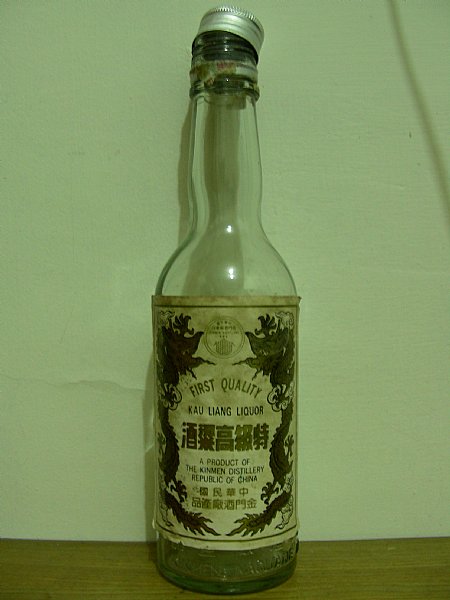 FIRST QUALITY
KAU LIANG LIQUOR
特級高粱酒
A PRODUCT OF
THE KINMEN DISTILLERY
REPUBLIC OF CHINA
中華民國
金門酒廠產品